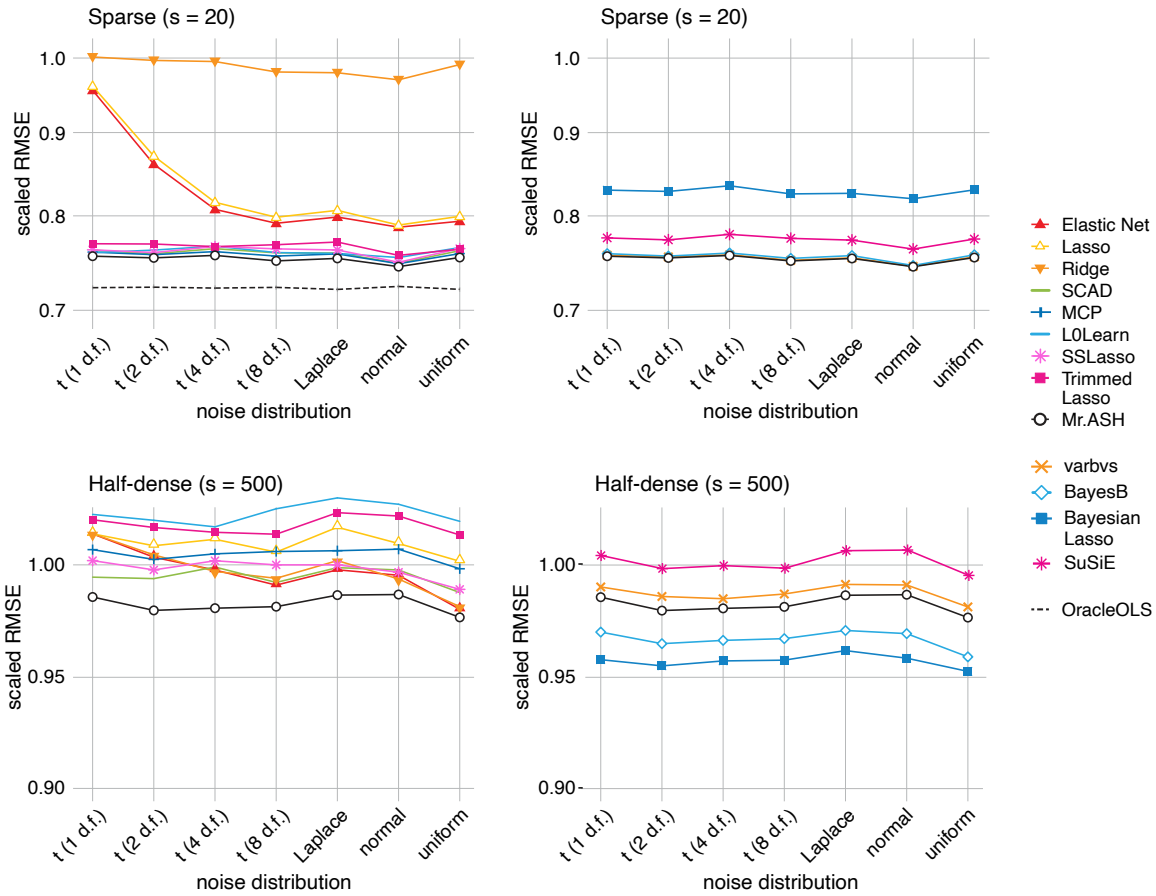 Sparse (s = 20)
1.0
0.9
0.8
0.7
scaled RMSE
t (1 d.f.)
t (2 d.f.)
t (4 d.f.)
t (8 d.f.)
Laplace
normal
uniform
noise distribution
Sparse (s = 20)
1.0
0.9
0.8
0.7
scaled RMSE
t (1 d.f.)
t (2 d.f.)
t (4 d.f.)
t (8 d.f.)
Laplace
normal
uniform
noise distribution
Half-dense (s = 500)
1.00
0.95
0.90
scaled RMSE
t (1 d.f.)
t (2 d.f.)
t (4 d.f.)
t (8 d.f.)
Laplace
normal
uniform
noise distribution
Half-dense (s = 500)
1.00
0.95
0.90
scaled RMSE
t (1 d.f.)
t (2 d.f.)
t (4 d.f.)
t (8 d.f.)
Laplace
normal
uniform
noise distribution
Elastic Net
Lasso
Ridge
SCAD
MCP
L0Learn
SSLasso
Trimmed
Lasso
Mr.ASH
varbvs
BayesB
Bayesian
Lasso
SuSiE
OracleOLS